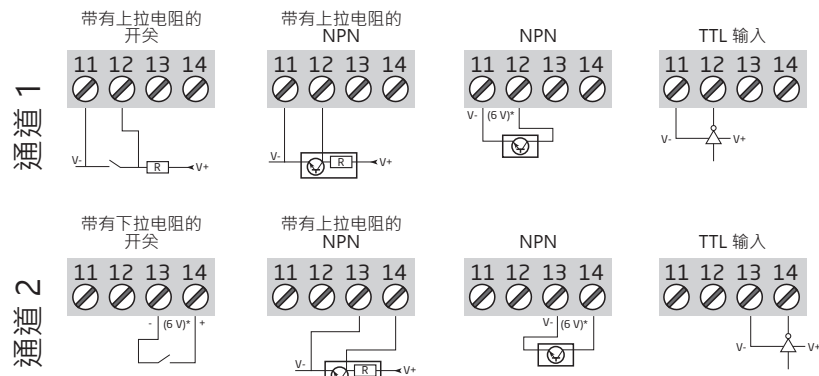 带有上拉电阻的
开关
带有上拉电阻的
NPN
NPN
TTL 输入
通道 1
11 12 13 14
11 12 13 14
11 12 13 14
11 12 13 14
V-
R
V+
V-
R
V+
V- (6 V)*
V-
V+
带有下拉电阻的
开关
带有上拉电阻的
NPN
NPN
TTL 输入
通道 2
11 12 13 14
11 12 13 14
11 12 13 14
11 12 13 14
- (6 V)* +
V-
R
V+
V- (6 V)*
V-
V+